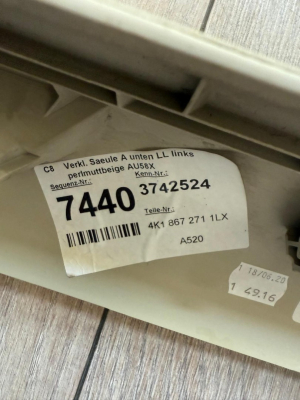 C8 Verkl. Saeule A unten LL links
perlmuttbeige AU58X
Sequenz-Nr.: Kenn-Nr.:
7440 3742524
Teile-Nr.:
4K1 867 271 1LX
A520
1 49.16